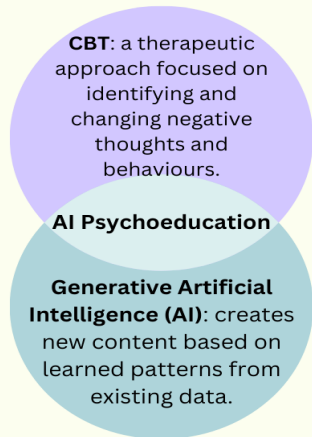 CBT: a therapeutic
approach focused on
identifying and
changing negative
thoughts and
behaviours.
AI Psychoeducation
Generative Artificial
Intelligence (AI): creates
new content based on
learned patterns from
existing data.